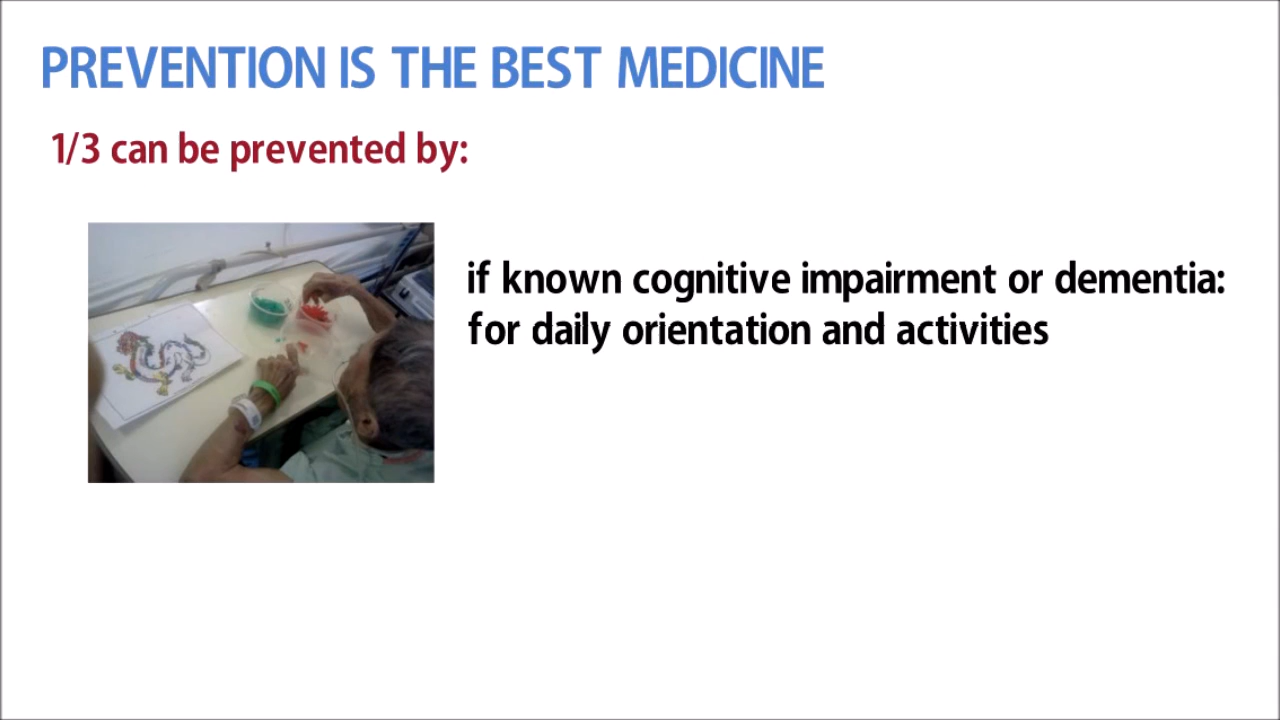 PREVENTION IS THE BEST MEDICINE
1/3 can be prevented by:
if known cognitive impairment or dementia:
for daily orientation and activities